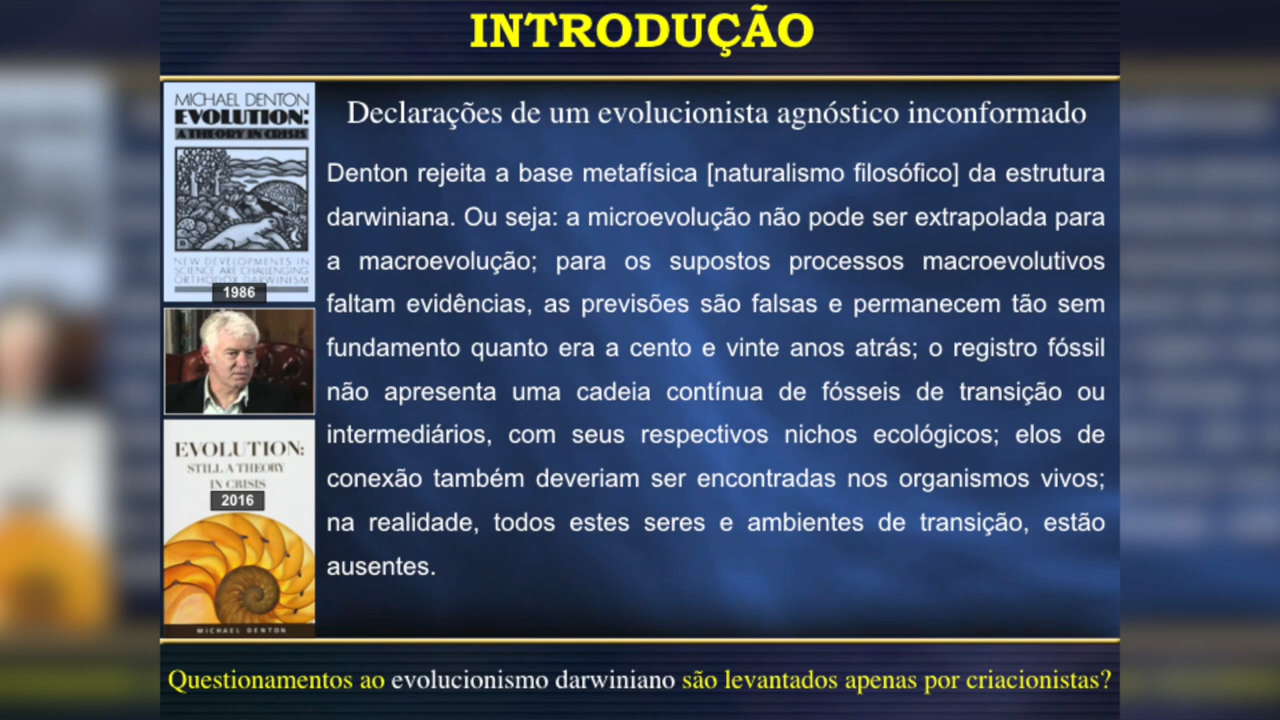 INTRODUÇÃO
MICHAEL DENTON
EVOLUTION:
A THEORY IN CRISIS
NEW DEVELOPMENTS IN
SCIENCE ARE CHALLENGING
ORTHODOX DARWINISM
1986
EVOLUTION:
STILL A THEORY
IN CRISIS
2016
MICHAEL DENTON
Declarações de um evolucionista agnóstico inconformado
Denton rejeita a base metafísica [naturalismo filosófico] da estrutura
darwiniana. Ou seja: a microevolução não pode ser extrapolada para
a macroevolução; para os supostos processos macroevolutivos
faltam evidências, as previsões são falsas e permanecem tão sem
fundamento quanto era a cento e vinte anos atrás; o registro fóssil
não apresenta uma cadeia contínua de fósseis de transição ou
intermediários, com seus respectivos nichos ecológicos; elos de
conexão também deveriam ser encontradas nos organismos vivos;
na realidade, todos estes seres e ambientes de transição, estão
ausentes.
Questionamentos ao evolucionismo darwiniano são levantados apenas por criacionistas?